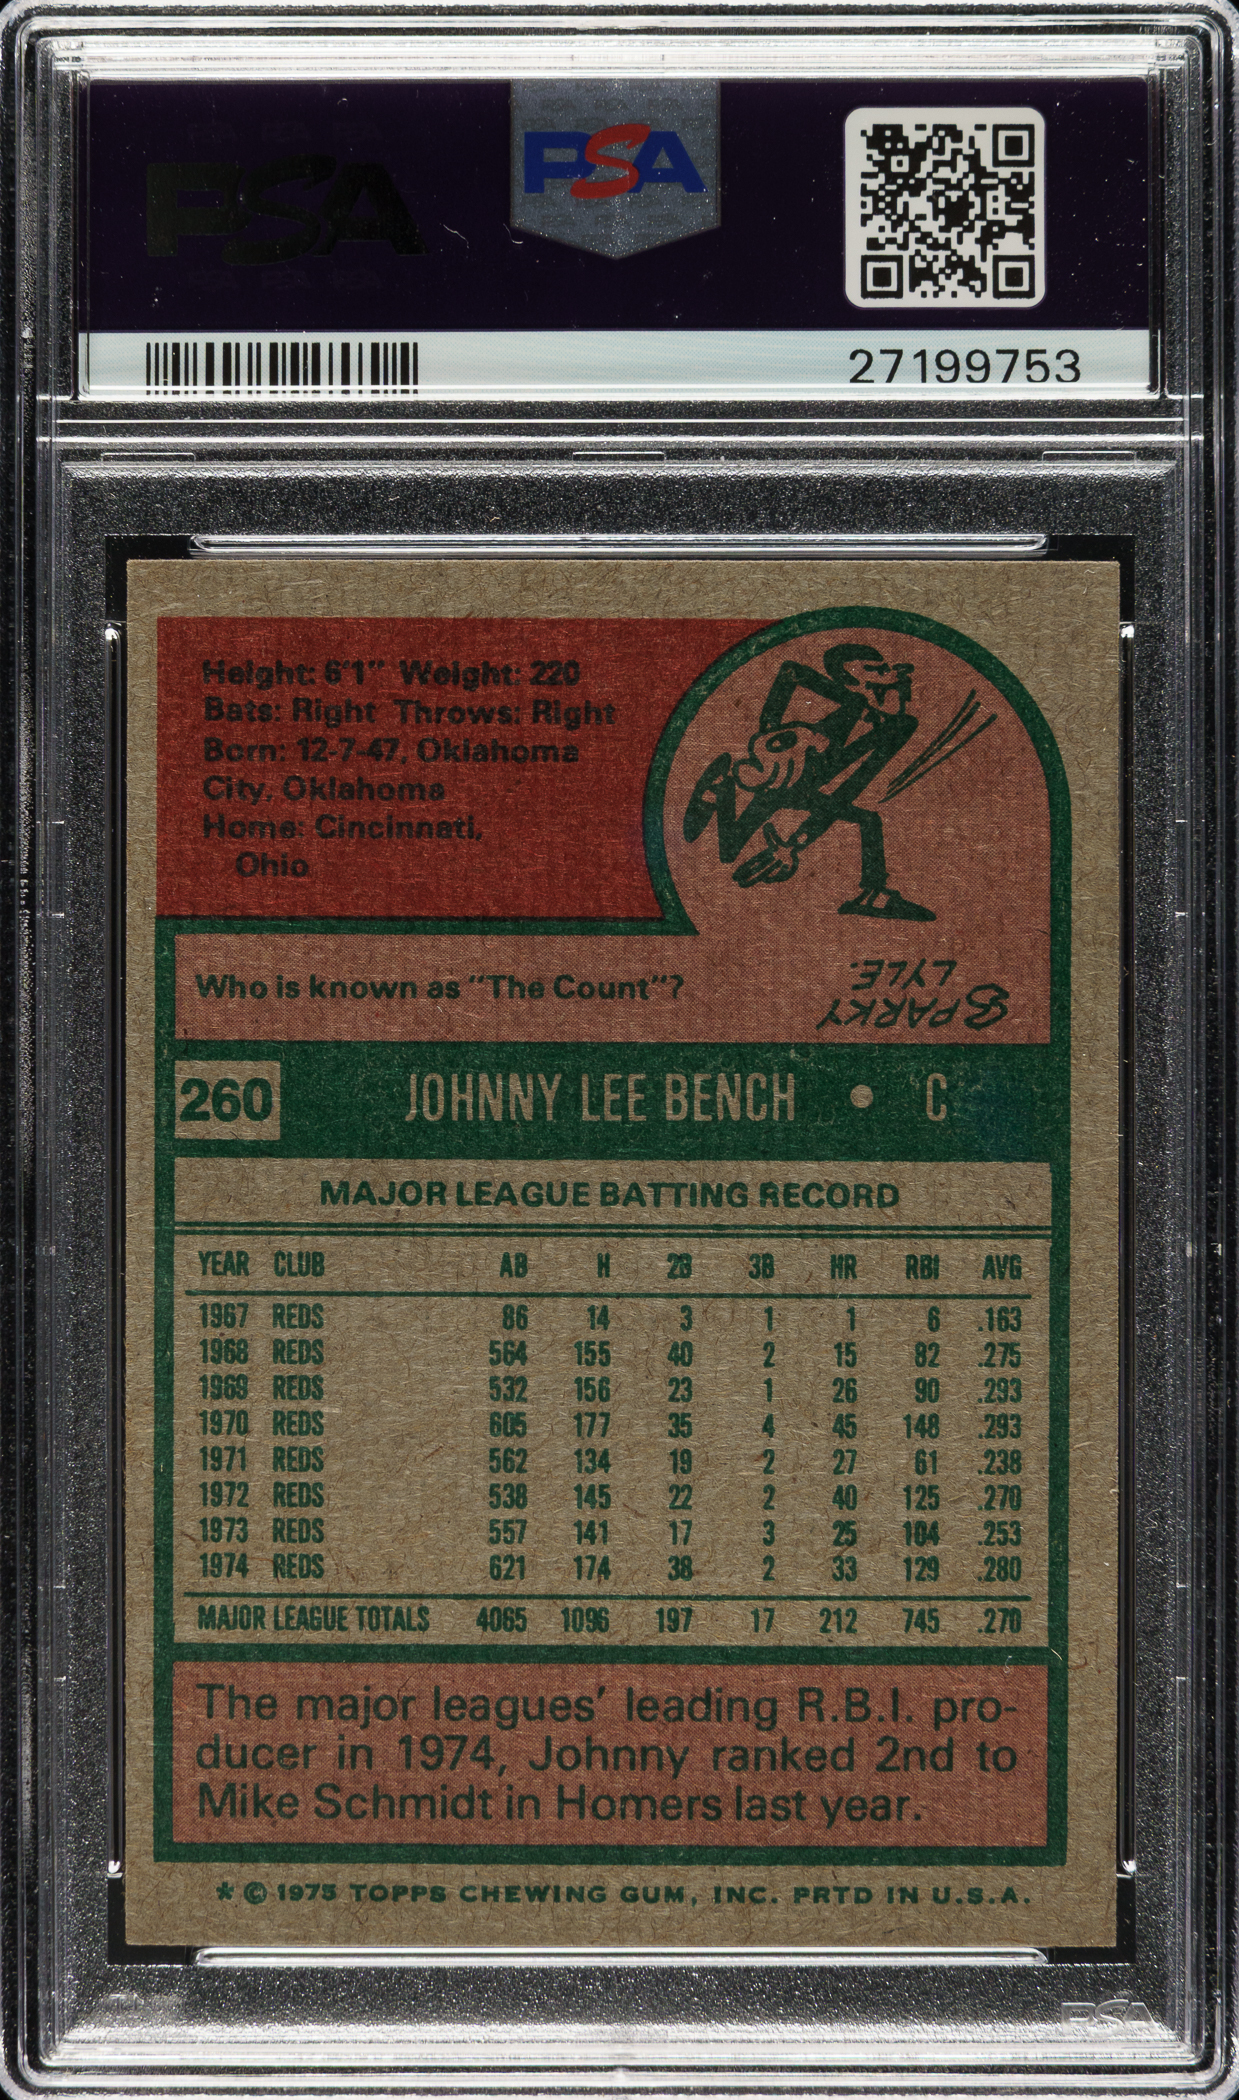 PSA
PSA
27199753
Height: 6'1" Weight: 220
Bats: Right Throws: Right
Born: 12-7-47, Oklahoma
City, Oklahoma
Home: Cincinnati,
Ohio
Who is known as "The Count"?
SPARKY
LYLE.
260 JOHNNY LEE BENCH • C
MAJOR LEAGUE BATTING RECORD
YEAR CLUB AB H 2B 3B HR RBI AVG
1967 REDS 86 14 3 1 1 6 .163
1968 REDS 564 155 40 2 15 82 .275
1969 REDS 532 156 23 1 26 90 .293
1970 REDS 605 177 35 4 45 148 .293
1971 REDS 562 134 19 2 27 61 .238
1972 REDS 538 145 22 2 40 125 .270
1973 REDS 557 141 17 3 25 104 .253
1974 REDS 621 174 38 2 33 129 .280
MAJOR LEAGUE TOTALS 4065 1096 197 17 212 745 .270
The major leagues' leading R.B.I. pro-
ducer in 1974, Johnny ranked 2nd to
Mike Schmidt in Homers last year.
* © 1975 TOPPS CHEWING GUM, INC. PRTD IN U.S.A.
PSA